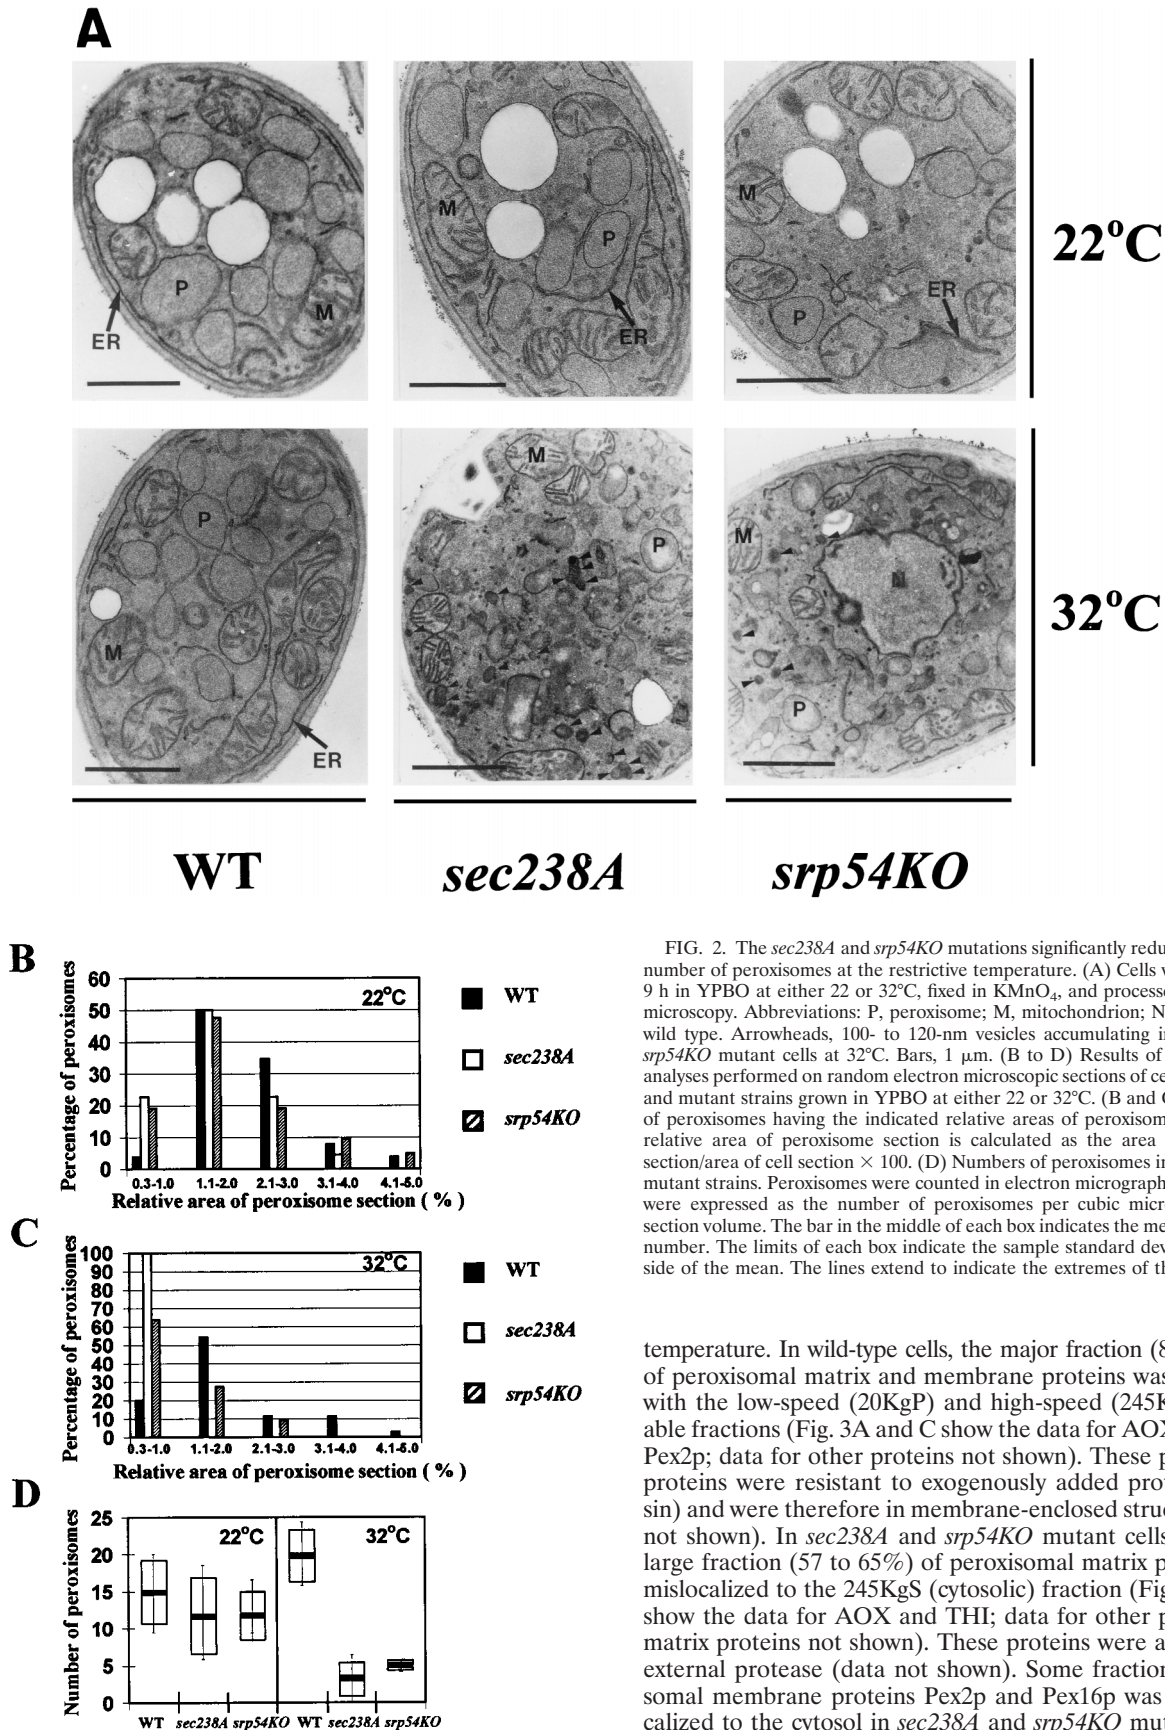 A
M
P
ER
M
P
ER
M
P
ER
22°C
P
M
ER
M
P
M
N
P
32°C
WT
sec238A
srp54KO
B
Percentage of peroxisomes
60
50
40
30
20
10
0
22°C
0.3-1.0 1.1-2.0 2.1-3.0 3.1-4.0 4.1-5.0
Relative area of peroxisome section ( % )
WT
sec238A
srp54KO
C
Percentage of peroxisomes
100
90
80
70
60
50
40
30
20
10
0
32°C
0.3-1.0 1.1-2.0 2.1-3.0 3.1-4.0 4.1-5.0
Relative area of peroxisome section ( % )
WT
sec238A
srp54KO
D
Number of peroxisomes
25
20
15
10
5
0
22°C
32°C
WT sec238A srp54KO WT sec238A srp54KO
FIG. 2. The sec238A and srp54KO mutations significantly redu
number of peroxisomes at the restrictive temperature. (A) Cells w
9 h in YPBO at either 22 or 32°C, fixed in KMnO4, and processe
microscopy. Abbreviations: P, peroxisome; M, mitochondrion; N
wild type. Arrowheads, 100- to 120-nm vesicles accumulating i
srp54KO mutant cells at 32°C. Bars, 1 μm. (B to D) Results of
analyses performed on random electron microscopic sections of ce
and mutant strains grown in YPBO at either 22 or 32°C. (B and C
of peroxisomes having the indicated relative areas of peroxisom
relative area of peroxisome section is calculated as the area
section/area of cell section × 100. (D) Numbers of peroxisomes in
mutant strains. Peroxisomes were counted in electron micrograph
were expressed as the number of peroxisomes per cubic micr
section volume. The bar in the middle of each box indicates the me
number. The limits of each box indicate the sample standard dev
side of the mean. The lines extend to indicate the extremes of th
temperature. In wild-type cells, the major fraction (8
of peroxisomal matrix and membrane proteins was
with the low-speed (20KgP) and high-speed (245K
able fractions (Fig. 3A and C show the data for AOX
Pex2p; data for other proteins not shown). These p
proteins were resistant to exogenously added prot
sin) and were therefore in membrane-enclosed struc
not shown). In sec238A and srp54KO mutant cells
large fraction (57 to 65%) of peroxisomal matrix p
mislocalized to the 245KgS (cytosolic) fraction (Fig
show the data for AOX and THI; data for other p
matrix proteins not shown). These proteins were a
external protease (data not shown). Some fraction
somal membrane proteins Pex2p and Pex16p was
calized to the cytosol in sec238A and srp54KO mut